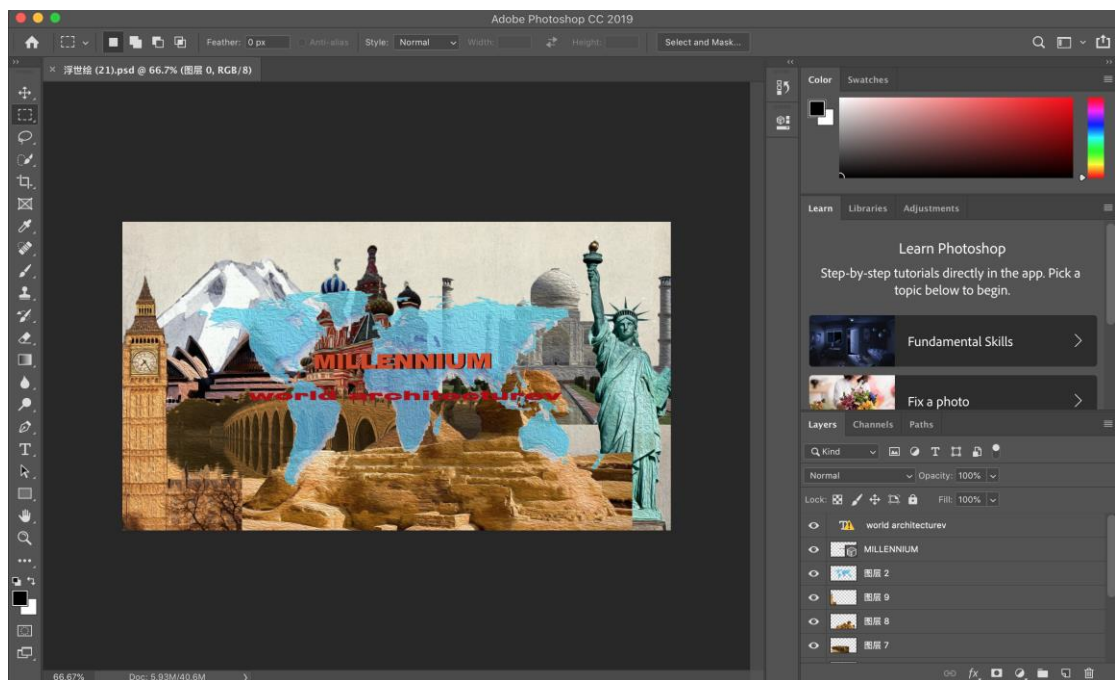 Adobe Photoshop CC 2019
Feather: 0 px Anti-alias Style: Normal Width: Height: Select and Mask...
× 浮世绘 (21).psd @ 66.7% (图层 0, RGB/8)
Color Swatches
Learn Libraries Adjustments
Learn Photoshop
Step-by-step tutorials directly in the app. Pick a
topic below to begin.
Fundamental Skills
Fix a photo
MILLENNIUM
world architecturev
Layers Channels Paths
Kind
Normal Opacity: 100%
Lock: Fill: 100%
world architecturev
MILLENNIUM
图层 2
图层 9
图层 8
图层 7
66.67% Doc: 5.93M/40.6M